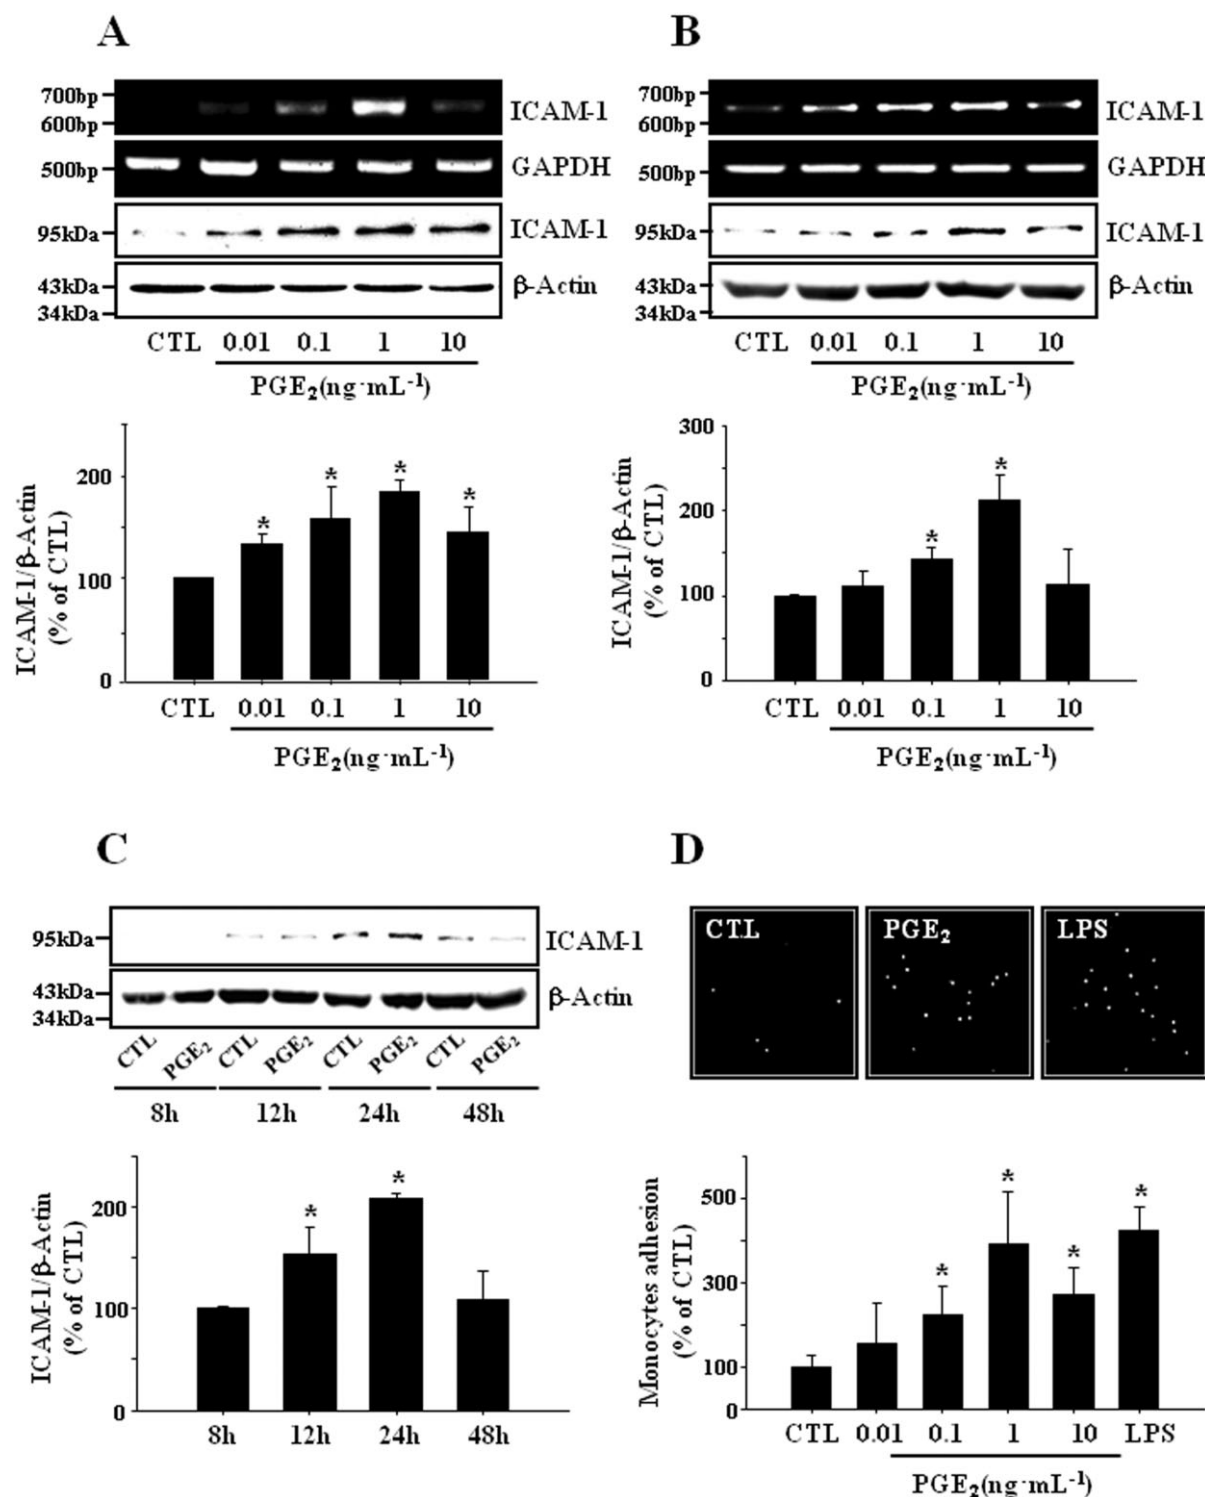 A
700bp
600bp
ICAM-1
500bp
GAPDH
95kDa
ICAM-1
43kDa
34kDa
β-Actin
CTL 0.01 0.1 1 10
PGE₂(ng·mL⁻¹)
ICAM-1/β-Actin
(% of CTL)
200
100
0
* * * *
CTL 0.01 0.1 1 10
PGE₂(ng·mL⁻¹)
B
700bp
600bp
ICAM-1
500bp
GAPDH
95kDa
ICAM-1
43kDa
34kDa
β-Actin
CTL 0.01 0.1 1 10
PGE₂(ng·mL⁻¹)
ICAM-1/β-Actin
(% of CTL)
300
200
100
0
* *
CTL 0.01 0.1 1 10
PGE₂(ng·mL⁻¹)
C
95kDa
ICAM-1
43kDa
34kDa
β-Actin
CTL PGE₂ CTL PGE₂ CTL PGE₂ CTL PGE₂
8h 12h 24h 48h
ICAM-1/β-Actin
(% of CTL)
200
100
0
* *
8h 12h 24h 48h
D
CTL PGE₂ LPS
Monocytes adhesion
(% of CTL)
500
300
100
0
* * * *
CTL 0.01 0.1 1 10 LPS
PGE₂(ng·mL⁻¹)